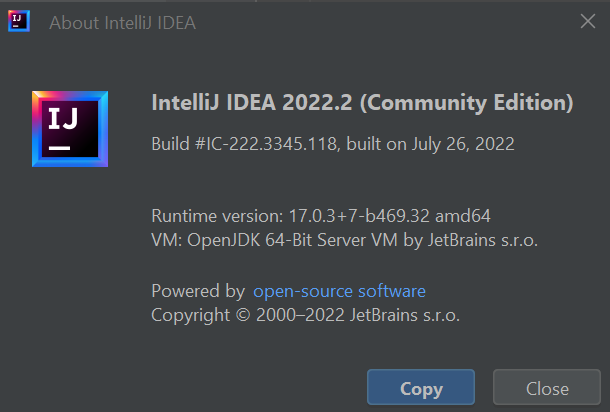 About IntelliJ IDEA
IJ
IJ
IntelliJ IDEA 2022.2 (Community Edition)
Build #IC-222.3345.118, built on July 26, 2022
Runtime version: 17.0.3+7-b469.32 amd64
VM: OpenJDK 64-Bit Server VM by JetBrains s.r.o.
Powered by open-source software
Copyright © 2000–2022 JetBrains s.r.o.
Copy Close